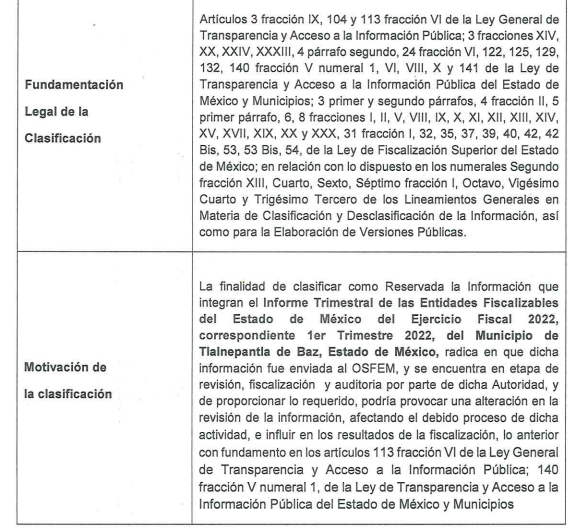 Fundamentación
Legal de la
Clasificación
Artículos 3 fracción IX, 104 y 113 fracción VI de la Ley General de
Transparencia y Acceso a la Información Pública; 3 fracciones XIV,
XX, XXIV, XXXIII, 4 párrafo segundo, 24 fracción VI, 122, 125, 129,
132, 140 fracción V numeral 1, VI, VIII, X y 141 de la Ley de
Transparencia y Acceso a la Información Pública del Estado de
México y Municipios; 3 primer y segundo párrafos, 4 fracción II, 5
primer párrafo, 6, 8 fracciones I, II, V, VIII, IX, X, XI, XII, XIII, XIV,
XV, XVII, XIX, XX y XXX, 31 fracción I, 32, 35, 37, 39, 40, 42, 42
Bis, 53, 53 Bis, 54, de la Ley de Fiscalización Superior del Estado
de México; en relación con lo dispuesto en los numerales Segundo
fracción XIII, Cuarto, Sexto, Séptimo fracción I, Octavo, Vigésimo
Cuarto y Trigésimo Tercero de los Lineamientos Generales en
Materia de Clasificación y Desclasificación de la Información, así
como para la Elaboración de Versiones Públicas.
Motivación de
la clasificación
La finalidad de clasificar como Reservada la Información que
integran el Informe Trimestral de las Entidades Fiscalizables
del Estado de México del Ejercicio Fiscal 2022,
correspondiente 1er Trimestre 2022, del Municipio de
Tlalnepantla de Baz, Estado de México, radica en que dicha
información fue enviada al OSFEM, y se encuentra en etapa de
revisión, fiscalización y auditoria por parte de dicha Autoridad, y
de proporcionar lo requerido, podría provocar una alteración en la
revisión de la información, afectando el debido proceso de dicha
actividad, e influir en los resultados de la fiscalización, lo anterior
con fundamento en los artículos 113 fracción VI de la Ley General
de Transparencia y Acceso a la Información Pública; 140
fracción V numeral 1, de la Ley de Transparencia y Acceso a la
Información Pública del Estado de México y Municipios